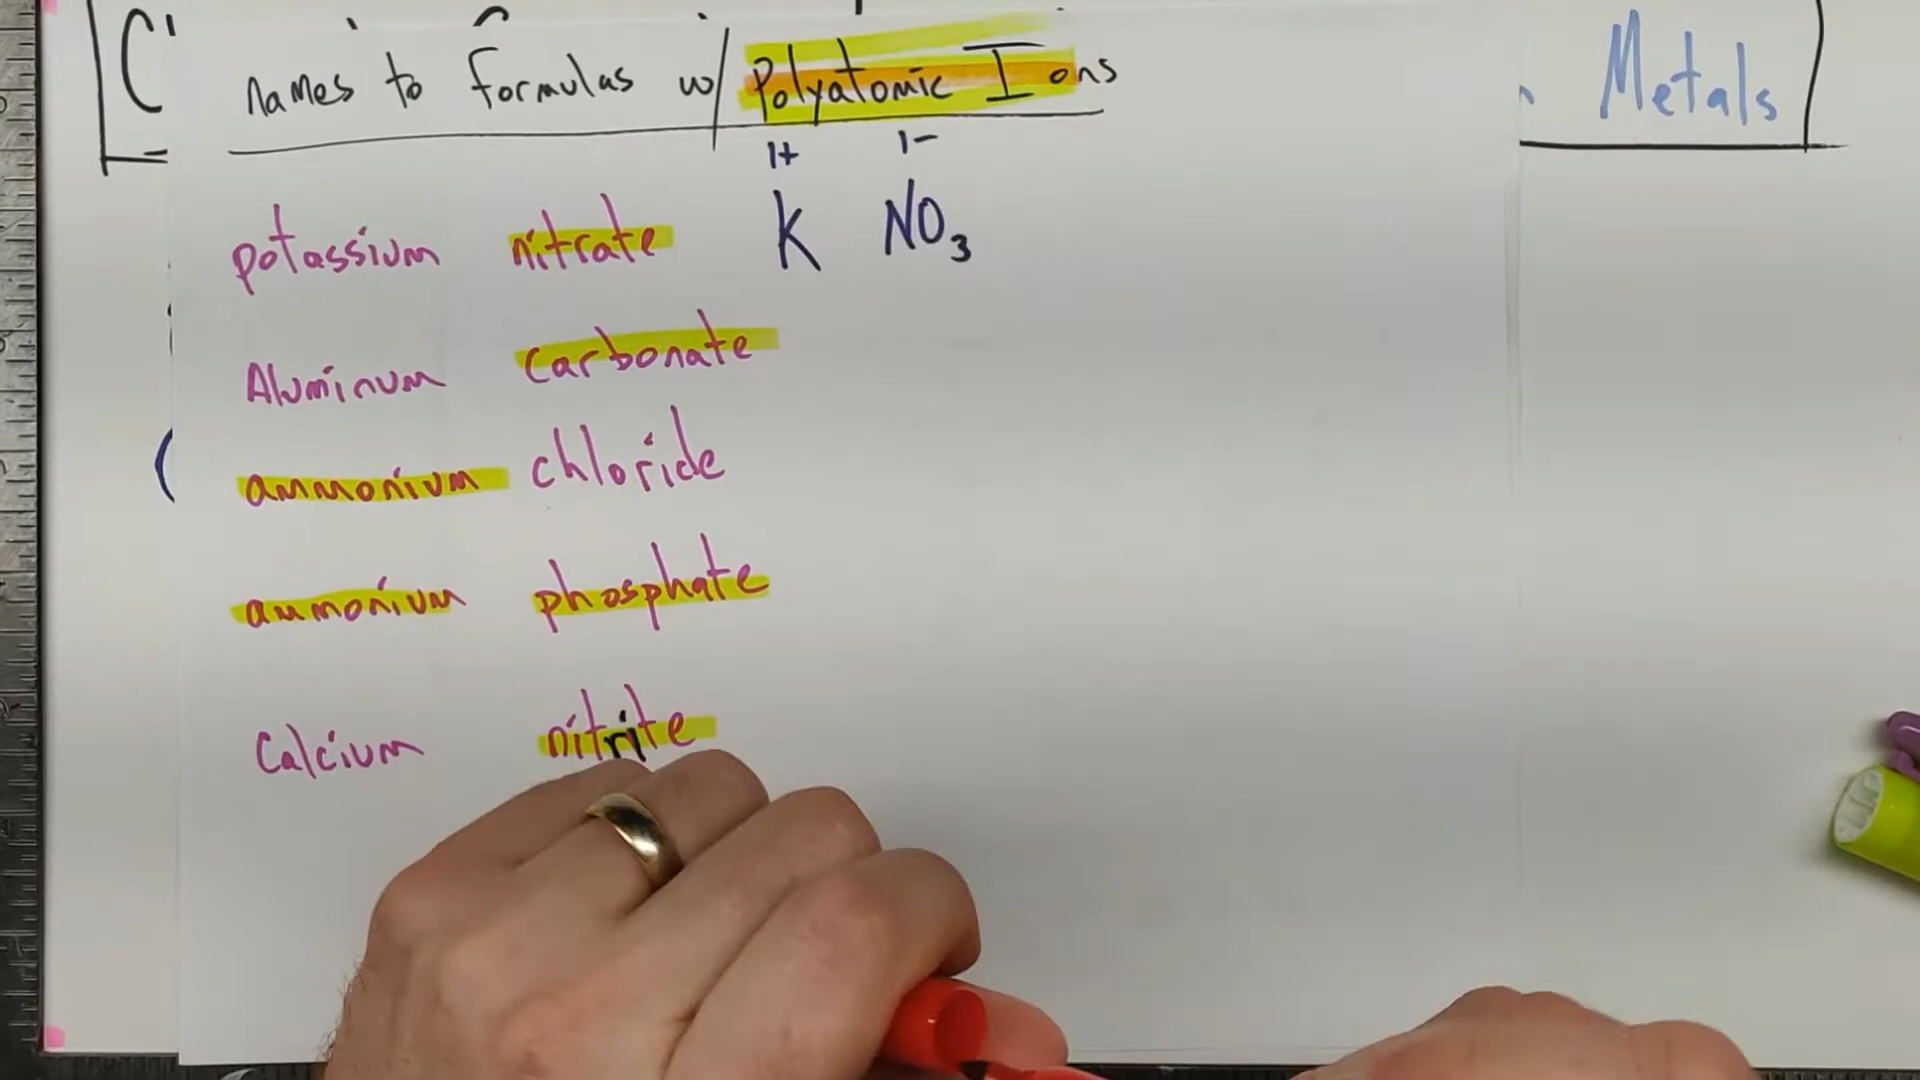 names to formulas w/ Polyatomic Ions
Metals
1+ 1-
potassium nitrate K NO₃
Aluminum carbonate
ammonium chloride
ammonium phosphate
Calcium nitrite